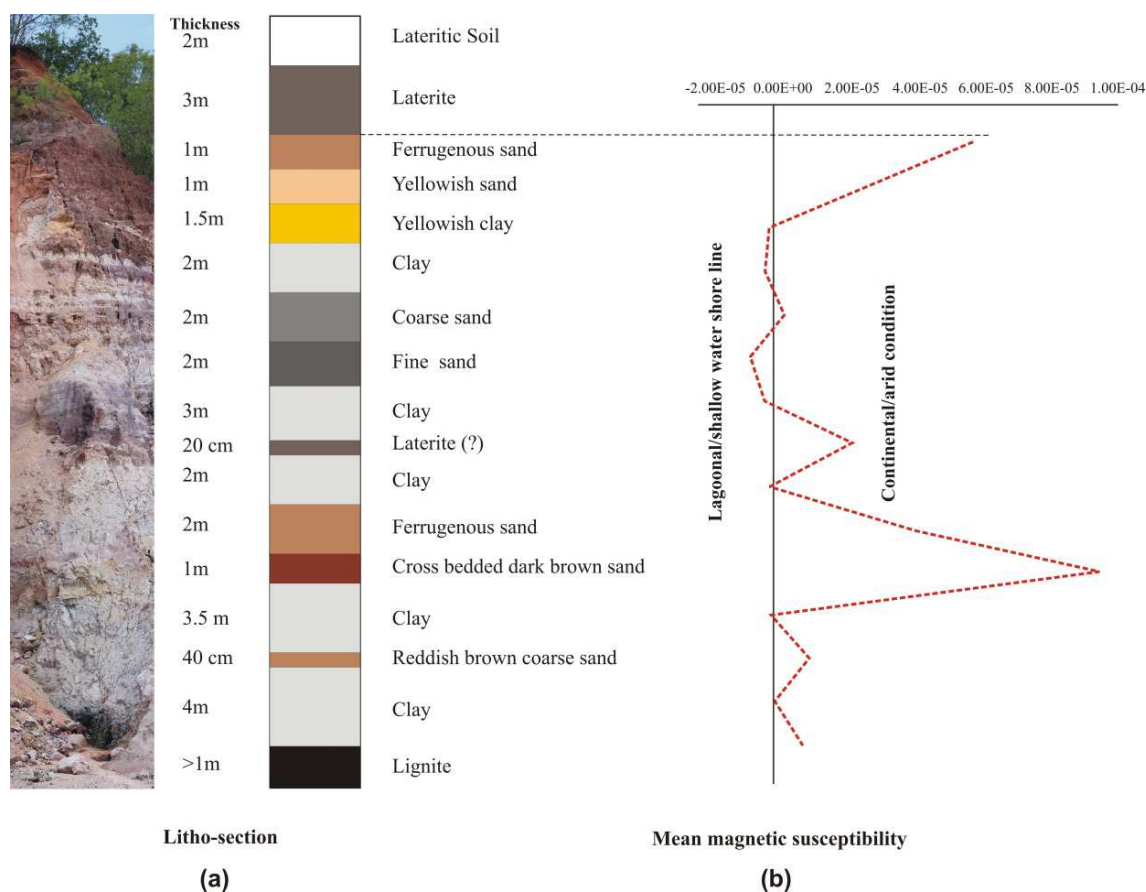 Thickness
2m Lateritic Soil
3m Laterite
1m Ferrugenous sand
1m Yellowish sand
1.5m Yellowish clay
2m Clay
2m Coarse sand
2m Fine sand
3m Clay
20 cm Laterite (?)
2m Clay
2m Ferrugenous sand
1m Cross bedded dark brown sand
3.5 m Clay
40 cm Reddish brown coarse sand
4m Clay
>1m Lignite
Litho-section
(a)
-2.00E-05 0.00E+00 2.00E-05 4.00E-05 6.00E-05 8.00E-05 1.00E-04
Lagoonal/shallow water shore line
Continental/arid condition
Mean magnetic susceptibility
(b)